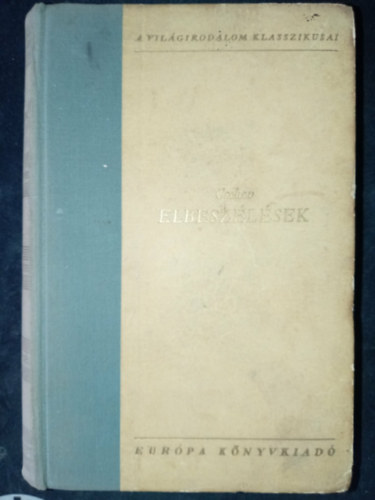 A VILÁGIRODALOM KLASSZIKUSAI
ELBESZÉLÉSEK
EURÓPA KÖNYVKIADÓ